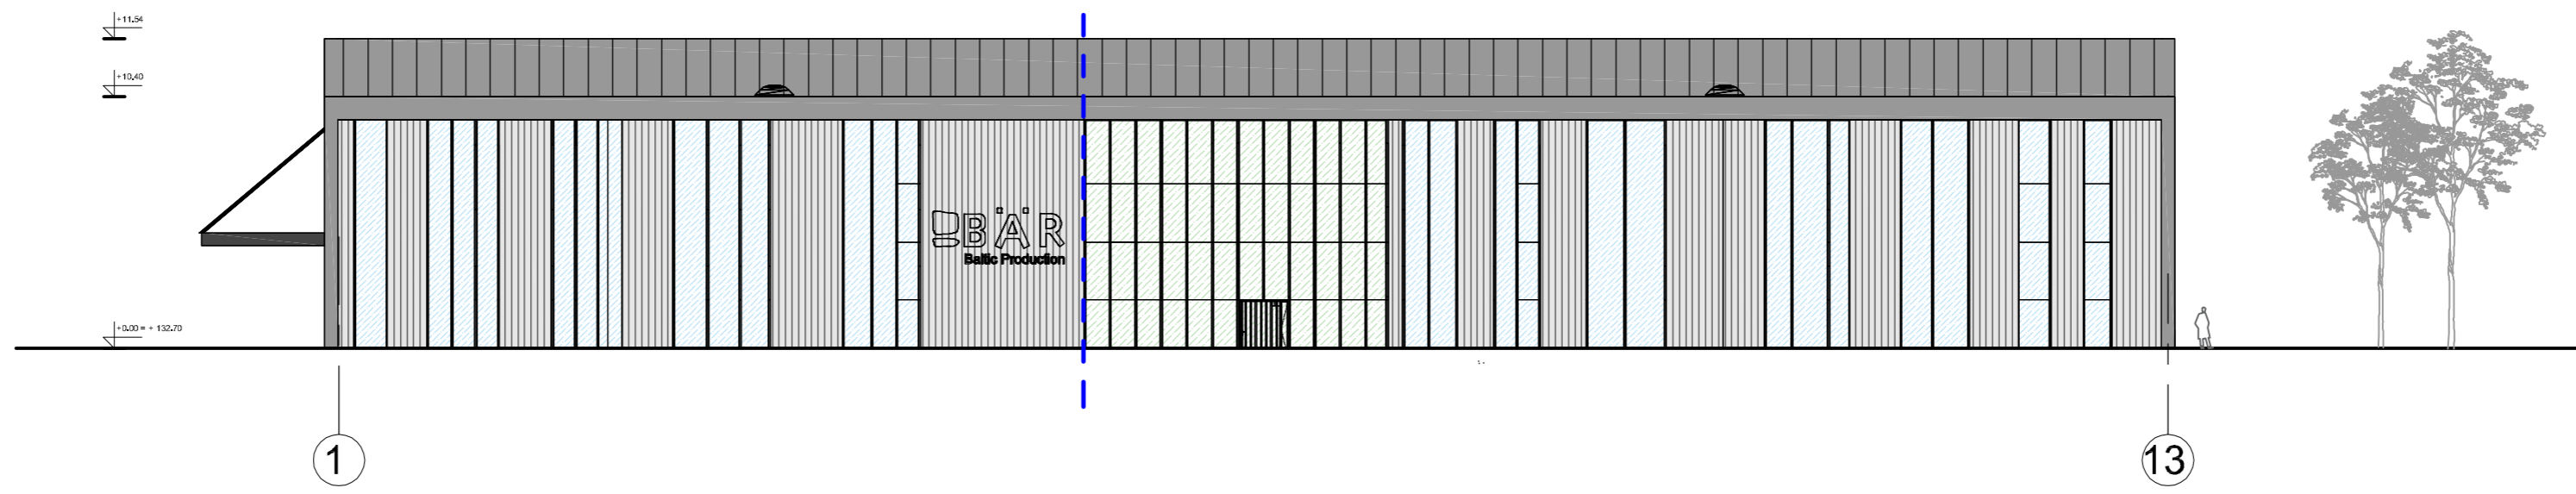 +11.54
+10.40
BÄR
Baltic Production
+0.00 = + 132.70
1
13